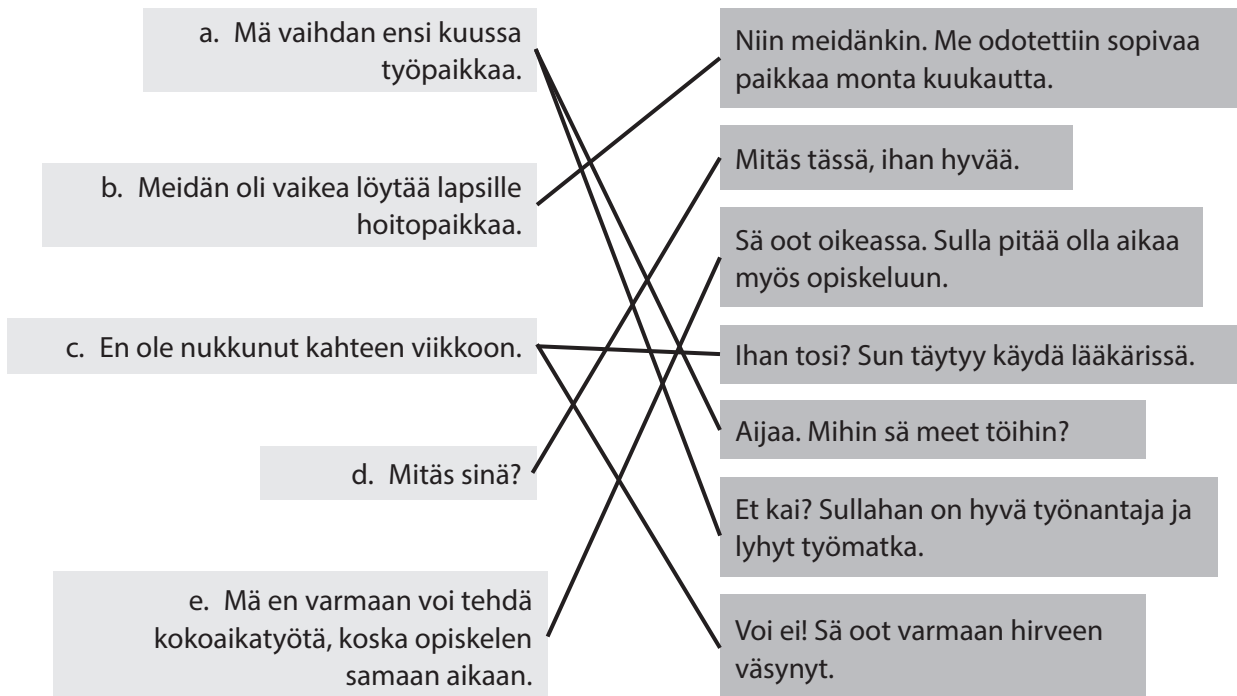 a. Mä vaihdan ensi kuussa
työpaikkaa.
b. Meidän oli vaikea löytää lapsille
hoitopaikkaa.
c. En ole nukkunut kahteen viikkoon.
d. Mitäs sinä?
e. Mä en varmaan voi tehdä
kokoaikatyötä, koska opiskelen
samaan aikaan.
Niin meidänkin. Me odotettiin sopivaa
paikkaa monta kuukautta.
Mitäs tässä, ihan hyvää.
Sä oot oikeassa. Sulla pitää olla aikaa
myös opiskeluun.
Ihan tosi? Sun täytyy käydä lääkärissä.
Aijaa. Mihin sä meet töihin?
Et kai? Sullahan on hyvä työnantaja ja
lyhyt työmatka.
Voi ei! Sä oot varmaan hirveen
väsynyt.